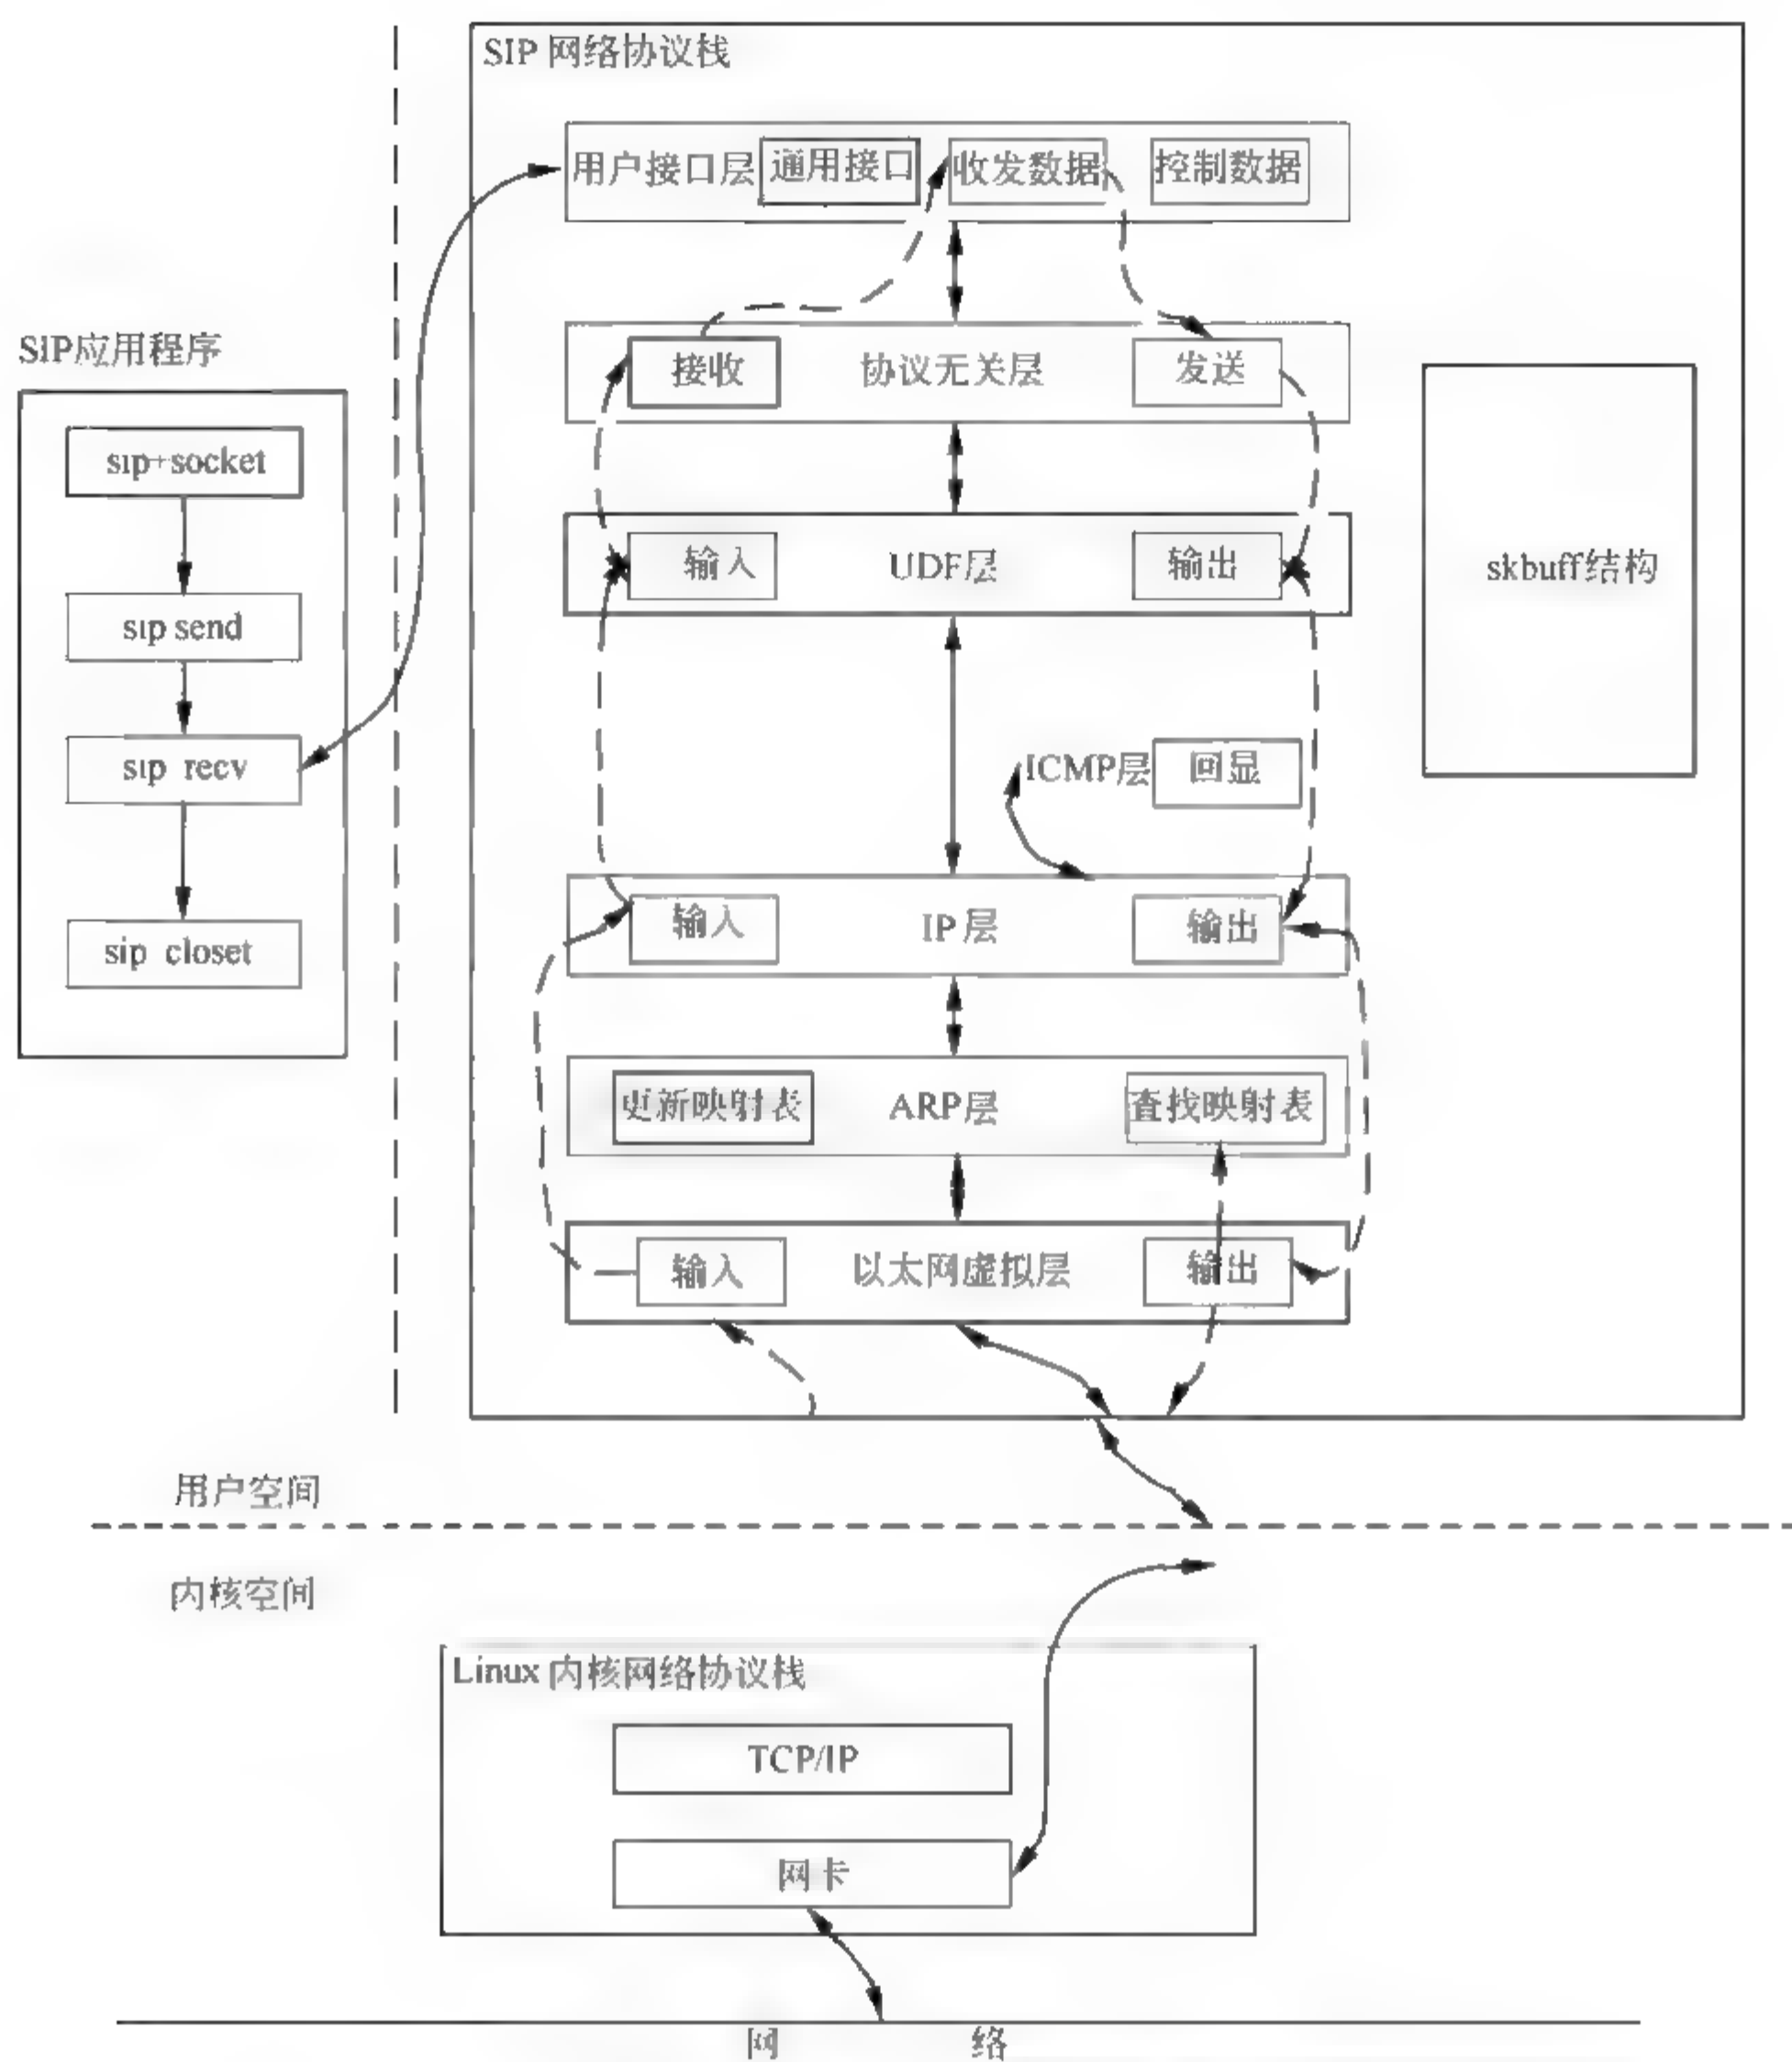 SIP 网络协议栈
用户接口层 通用接口 收发数据 控制数据
SIP应用程序
接收 协议无关层 发送
sip+socket
输入 UDF层 输出
skbuff结构
sip send
sip recv
ICMP层 回显
sip closet
输入 IP层 输出
更新映射表 ARP层 查找映射表
输入 以太网虚拟层 输出
用户空间
内核空间
Linux 内核网络协议栈
TCP/IP
网卡
网 络